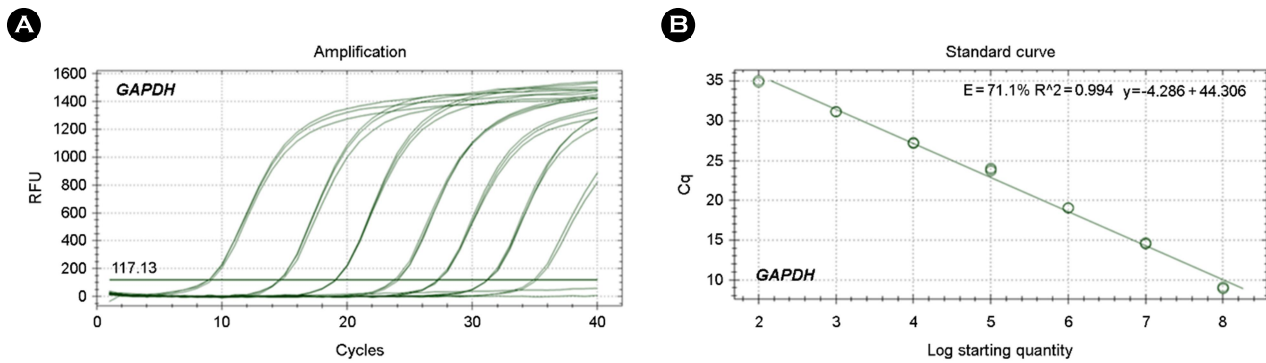 A
Amplification
GAPDH
1600
1400
1200
1000
800
600
400
200
0
117.13
RFU
0 10 20 30 40
Cycles
B
Standard curve
E=71.1% R^2=0.994 y=-4.286+44.306
35
30
25
20
15
10
Cq
GAPDH
2 3 4 5 6 7 8
Log starting quantity